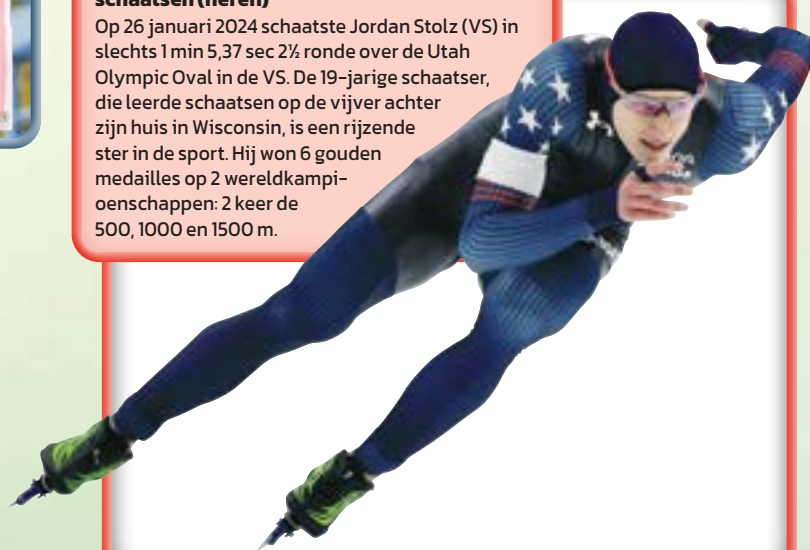 schaatsen (heren)
Op 26 januari 2024 schaatste Jordan Stolz (VS) in
slechts 1 min 5,37 sec 2½ ronde over de Utah
Olympic Oval in de VS. De 19-jarige schaatser,
die leerde schaatsen op de vijver achter
zijn huis in Wisconsin, is een rijzende
ster in de sport. Hij won 6 gouden
medailles op 2 wereldkampi-
oenschappen: 2 keer de
500, 1000 en 1500 m.